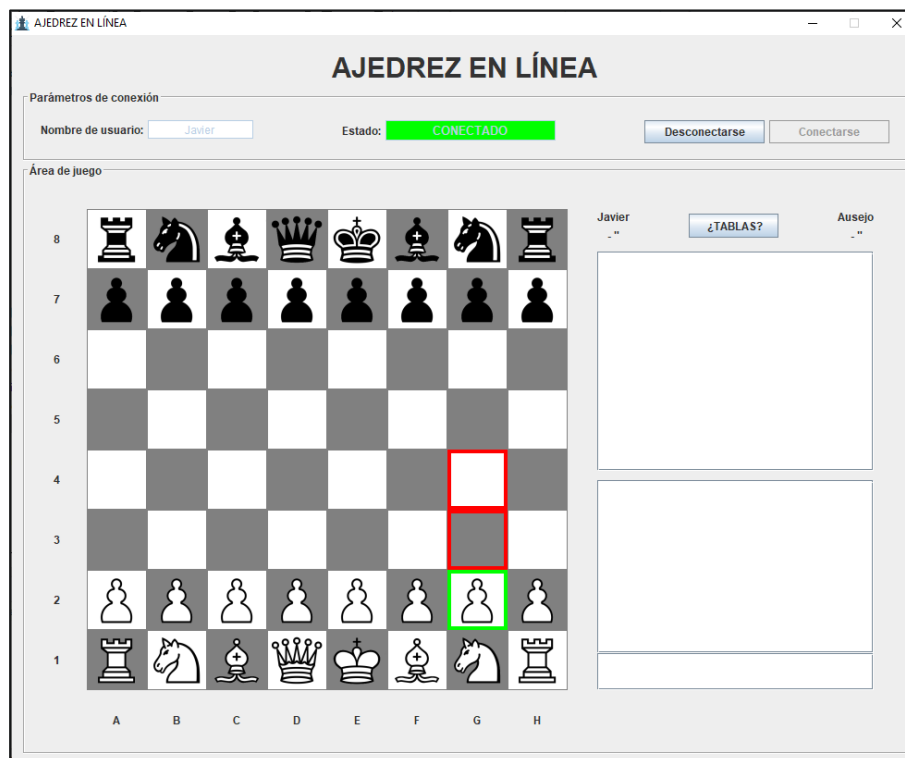 AJEDREZ EN LÍNEA
AJEDREZ EN LÍNEA
Parámetros de conexión
Nombre de usuario: Javier Estado: CONECTADO Desconectarse Conectarse
Área de juego
Javier ¿TABLAS? Ausejo
- '' - ''
8
7
6
5
4
3
2
1
A B C D E F G H